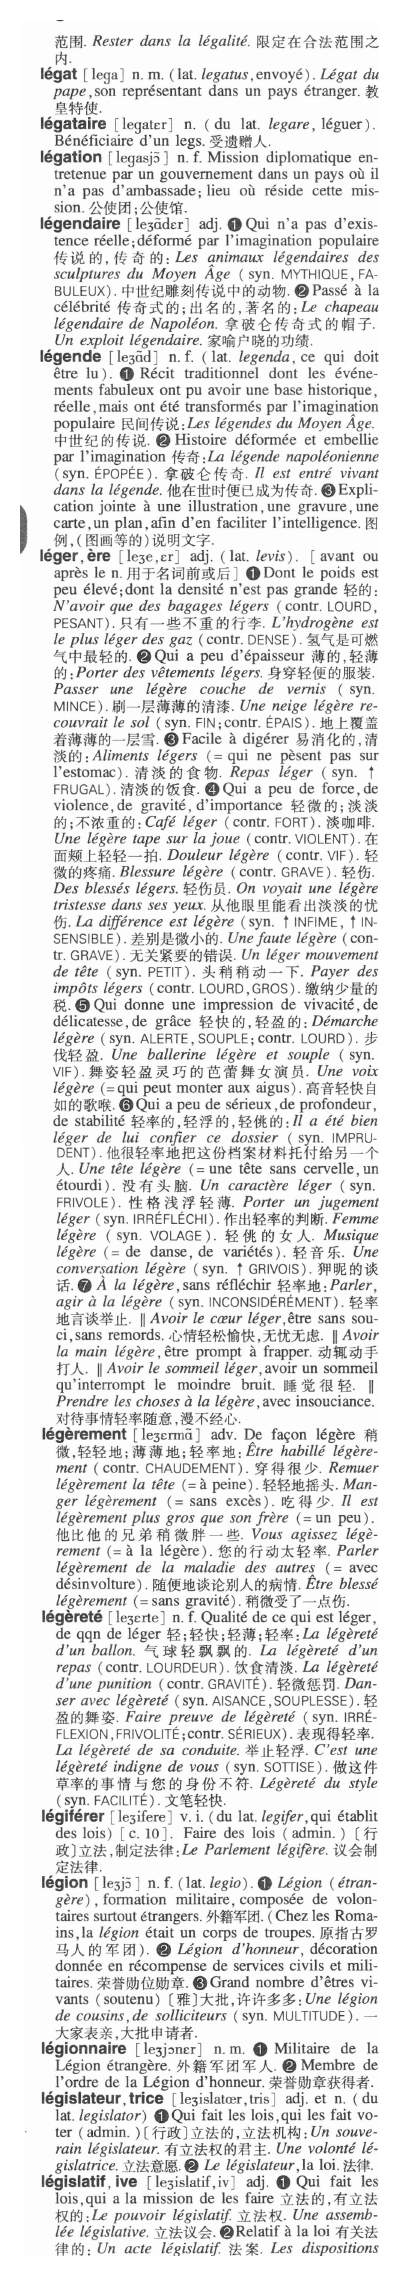 范围. Rester dans la légalité. 限定在合法范围之
内.
légat [lega] n. m. (lat. legatus, envoyé). Légat du
pape, son représentant dans un pays étranger. 教
皇特使.
légataire [legatɛr] n. (du lat. legare, léguer).
Bénéficiaire d'un legs. 受遗赠人.
légation [legasjɔ̃] n. f. Mission diplomatique en-
tretenue par un gouvernement dans un pays où il
n'a pas d'ambassade; lieu où réside cette mis-
sion. 公使团;公使馆.
légendaire [leʒɑ̃dɛr] adj. ❶ Qui n'a pas d'exis-
tence réelle;déformé par l'imagination populaire
传说的, 传奇的: Les animaux légendaires des
sculptures du Moyen Âge (syn. MYTHIQUE, FA-
BULEUX). 中世纪雕刻传说中的动物. ❷ Passé à la
célébrité 传奇式的; 出名的, 著名的: Le chapeau
légendaire de Napoléon. 拿破仑传奇式的帽子.
Un exploit légendaire. 家喻户晓的功绩.
légende [leʒɑ̃d] n. f. (lat. legenda, ce qui doit
être lu). ❶ Récit traditionnel dont les événe-
ments fabuleux ont pu avoir une base historique,
réelle, mais ont été transformés par l'imagination
populaire 民间传说: Les légendes du Moyen Âge.
中世纪的传说. ❷ Histoire déformée et embellie
par l'imagination 传奇:La légende napoléonienne
(syn. ÉPOPÉE). 拿破仑传奇. Il est entré vivant
dans la légende. 他在世时便已成为传奇. ❸ Expli-
cation jointe à une illustration, une gravure, une
carte, un plan, afin d'en faciliter l'intelligence. 图
例,(图画等的)说明文字.
léger, ère [leʒe, ɛr] adj. (lat. levis). [avant ou
après le n. 用于名词前或后] ❶ Dont le poids est
peu élevé;dont la densité n'est pas grande 轻的:
N'avoir que des bagages légers (contr. LOURD,
PESANT). 只有一些不重的行李. L'hydrogène est
le plus léger des gaz (contr. DENSE). 氢气是可燃
气中最轻的. ❷ Qui a peu d'épaisseur 薄的,轻薄
的: Porter des vêtements légers. 身穿轻便的服装.
Passer une légère couche de vernis (syn.
MINCE). 刷一层薄薄的清漆. Une neige légère re-
couvrait le sol (syn. FIN;contr. ÉPAIS). 地上覆盖
着薄薄的一层雪. ❸ Facile à digérer 易消化的,清
淡的: Aliments légers (= qui ne pèsent pas sur
l'estomac). 清淡的食物. Repas léger (syn. ↑
FRUGAL). 清淡的饭食. ❹ Qui a peu de force, de
violence, de gravité, d'importance 轻微的; 淡淡
的;不浓重的: Café léger (contr. FORT). 淡咖啡.
Une légère tape sur la joue (contr. VIOLENT). 在
面颊上轻轻一拍. Douleur légère (contr. VIF). 轻
微的疼痛. Blessure légère (contr. GRAVE). 轻伤.
Des blessés légers. 轻伤员. On voyait une légère
tristesse dans ses yeux. 从他眼里能看出淡淡的忧
伤. La différence est légère (syn. ↑ INFIME, ↑ IN-
SENSIBLE). 差别是微小的. Une faute légère (con-
tr. GRAVE). 无关紧要的错误. Un léger mouvement
de tête (syn. PETIT). 头稍稍动一下. Payer des
impôts légers (contr. LOURD, GROS). 缴纳少量的
税. ❺ Qui donne une impression de vivacité, de
délicatesse, de grâce 轻快的, 轻盈的: Démarche
légère (syn. ALERTE, SOUPLE; contr. LOURD). 步
伐轻盈. Une ballerine légère et souple (syn.
VIF). 舞姿轻盈灵巧的芭蕾舞女演员. Une voix
légère (= qui peut monter aux aigus). 高音轻快自
如的歌喉. ❻ Qui a peu de sérieux, de profondeur,
de stabilité 轻率的,轻浮的,轻佻的: Il a été bien
léger de lui confier ce dossier (syn. IMPRU-
DENT). 他很轻率地把这份档案材料托付给另一个
人. Une tête légère (= une tête sans cervelle, un
étourdi). 没有头脑. Un caractère léger (syn.
FRIVOLE). 性格浅浮轻薄. Porter un jugement
léger (syn. IRRÉFLÉCHI). 作出轻率的判断. Femme
légère (syn. VOLAGE). 轻佻的女人. Musique
légère (= de danse, de variétés). 轻音乐. Une
conversation légère (syn. ↑ GRIVOIS). 狎昵的谈
话. ❼ À la légère, sans réfléchir 轻率地: Parler,
agir à la légère (syn. INCONSIDÉRÉMENT). 轻率
地言谈举止. ‖ Avoir le cœur léger, être sans sou-
ci, sans remords. 心情轻松愉快,无忧无虑. ‖ Avoir
la main légère, être prompt à frapper. 动辄动手
打人. ‖ Avoir le sommeil léger, avoir un sommeil
qu'interrompt le moindre bruit. 睡觉很轻. ‖
Prendre les choses à la légère, avec insouciance.
对待事情轻率随意,漫不经心.
légèrement [leʒɛrmɑ̃] adv. De façon légère 稍
微,轻轻地;薄薄地;轻率地: Être habillé légère-
ment (contr. CHAUDEMENT). 穿得很少. Remuer
légèrement la tête (= à peine). 轻轻地摇头. Man-
ger légèrement (= sans excès). 吃得少. Il est
légèrement plus gros que son frère (= un peu).
他比他的兄弟稍微胖一些. Vous agissez légè-
rement (= à la légère). 您的行动太轻率. Parler
légèrement de la maladie des autres (= avec
désinvolture). 随便地谈论别人的病情. Être blessé
légèrement (= sans gravité). 稍微受了一点伤.
légèreté [leʒɛrte] n. f. Qualité de ce qui est léger,
de qqn de léger 轻;轻快;轻薄;轻率: La légèreté
d'un ballon. 气球轻飘飘的. La légèreté d'un
repas (contr. LOURDEUR). 饮食清淡. La légèreté
d'une punition (contr. GRAVITÉ). 轻微惩罚. Dan-
ser avec légèreté (syn. AISANCE, SOUPLESSE). 轻
盈的舞姿. Faire preuve de légèreté (syn. IRRÉ-
FLEXION, FRIVOLITÉ; contr. SÉRIEUX). 表现得轻率.
La légèreté de sa conduite. 举止轻浮. C'est une
légèreté indigne de vous (syn. SOTTISE). 做这件
草率的事情与您的身份不符. Légèreté du style
(syn. FACILITÉ). 文笔轻快.
légiférer [leʒifere] v. i. (du lat. legifer, qui établit
des lois) [c. 10]. Faire des lois (admin.) [行
政]立法,制定法律: Le Parlement légifère. 议会制
定法律.
légion [leʒjɔ̃] n. f. (lat. legio). ❶ Légion (étran-
gère), formation militaire, composée de volon-
taires surtout étrangers. 外籍军团. (Chez les Roma-
ins, la légion était un corps de troupes. 原指古罗
马人的军团). ❷ Légion d'honneur, décoration
donnée en récompense de services civils et mili-
taires. 荣誉勋位勋章. ❸ Grand nombre d'êtres vi-
vants (soutenu) [雅]大批,许许多多: Une légion
de cousins, de solliciteurs (syn. MULTITUDE). 一
大家表亲,大批申请者.
légionnaire [leʒjɔnɛr] n. m. ❶ Militaire de la
Légion étrangère. 外籍军团军人. ❷ Membre de
l'ordre de la Légion d'honneur. 荣誉勋章获得者.
législateur, trice [leʒislatœr, tris] adj. et n. (du
lat. legislator) ❶ Qui fait les lois, qui les fait vo-
ter (admin.) [行政]立法的,立法机构: Un souve-
rain législateur. 有立法权的君主. Une volonté lé-
gislatrice. 立法意愿. ❷ Le législateur, la loi. 法律.
législatif, ive [leʒislatif, iv] adj. ❶ Qui fait les
lois, qui a la mission de les faire 立法的,有立法
权的: Le pouvoir législatif. 立法权. Une assemb-
lée législative. 立法议会. ❷ Relatif à la loi 有关法
律的: Un acte législatif. 法案. Les dispositions